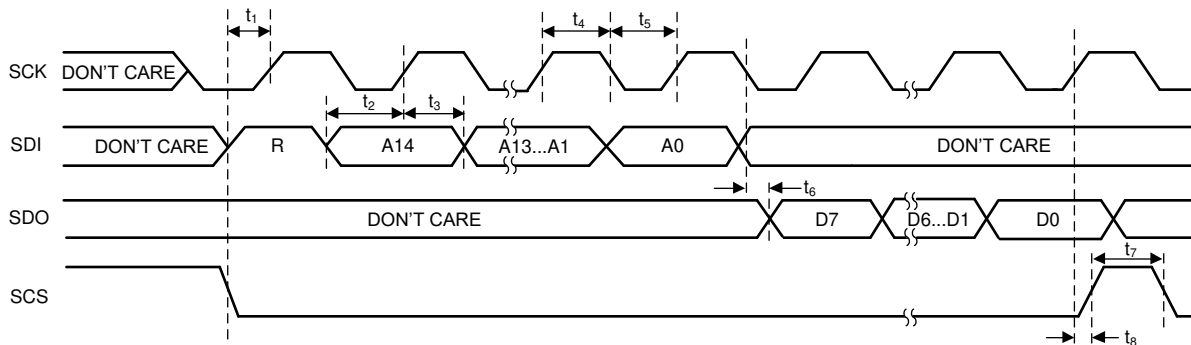 t1 t4 t5
SCK DON'T CARE
t2 t3
SDI DON'T CARE R A14 A13...A1 A0 DON'T CARE
t6
SDO DON'T CARE D7 D6...D1 D0
t7
SCS
t8